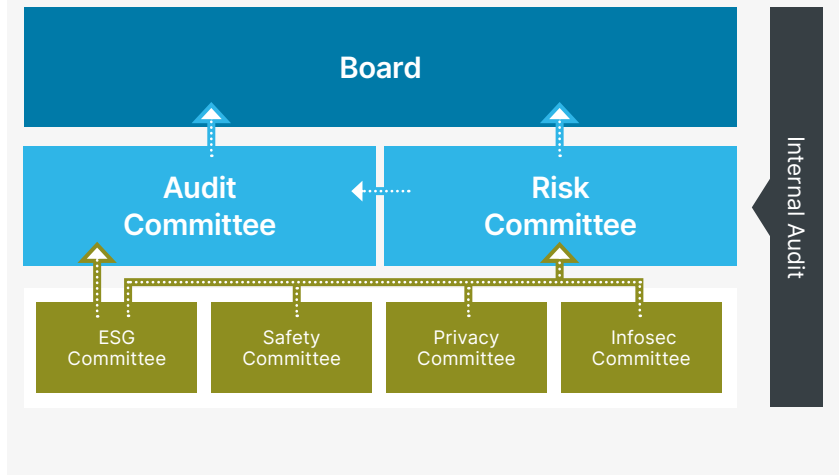 Board
Audit
Committee
Risk
Committee
Internal Audit
ESG
Committee
Safety
Committee
Privacy
Committee
Infosec
Committee